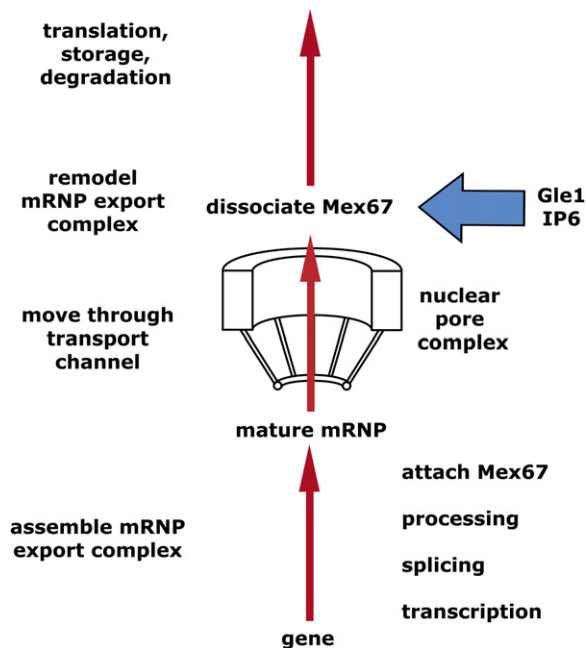 translation,
storage,
degradation
remodel
mRNP export
complex
dissociate Mex67
Gle1
IP6
move through
transport
channel
nuclear
pore
complex
mature mRNP
assemble mRNP
export complex
attach Mex67
processing
splicing
transcription
gene